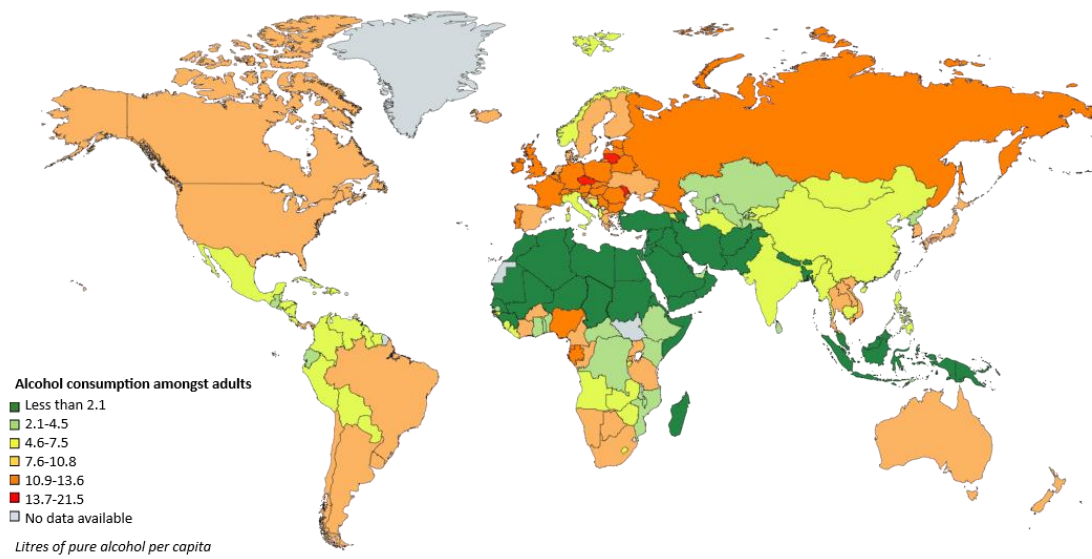 Alcohol consumption amongst adults
Less than 2.1
2.1-4.5
4.6-7.5
7.6-10.8
10.9-13.6
13.7-21.5
No data available
Litres of pure alcohol per capita